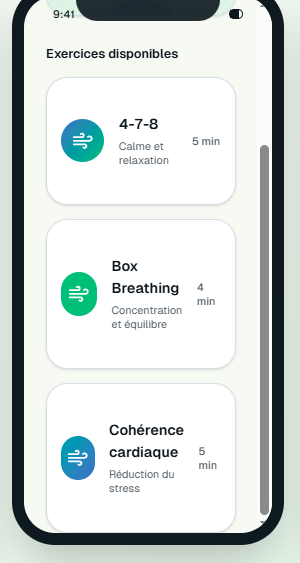 9:41
Exercices disponibles
4-7-8
Calme et
relaxation
5 min
Box
Breathing
Concentration
et équilibre
4
min
Cohérence
cardiaque
Réduction du
stress
5
min